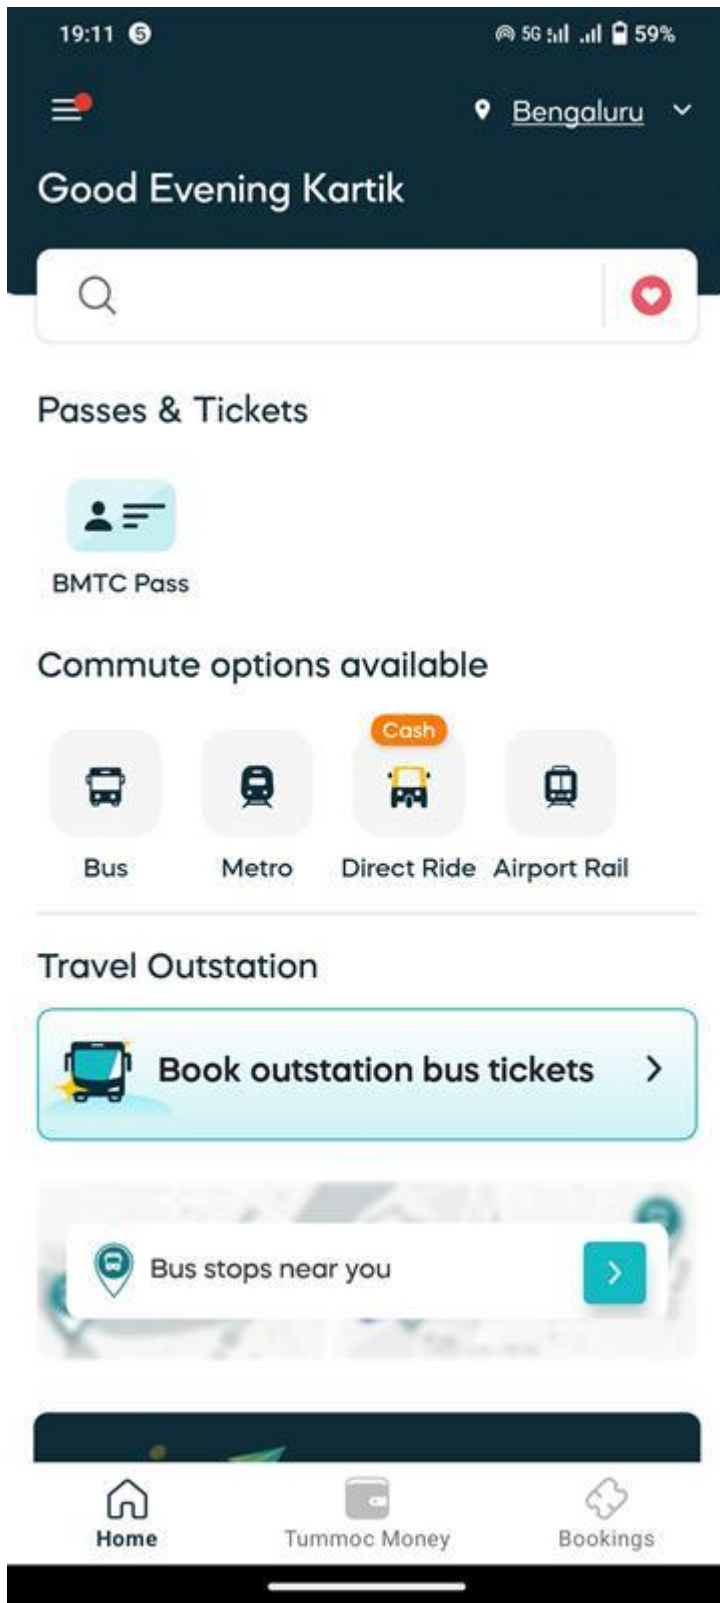 19:11 5 5G 59%
Bengaluru
Good Evening Kartik
Passes & Tickets
BMTC Pass
Commute options available
Cash
Bus Metro Direct Ride Airport Rail
Travel Outstation
Book outstation bus tickets
Bus stops near you
Home Tummoc Money Bookings